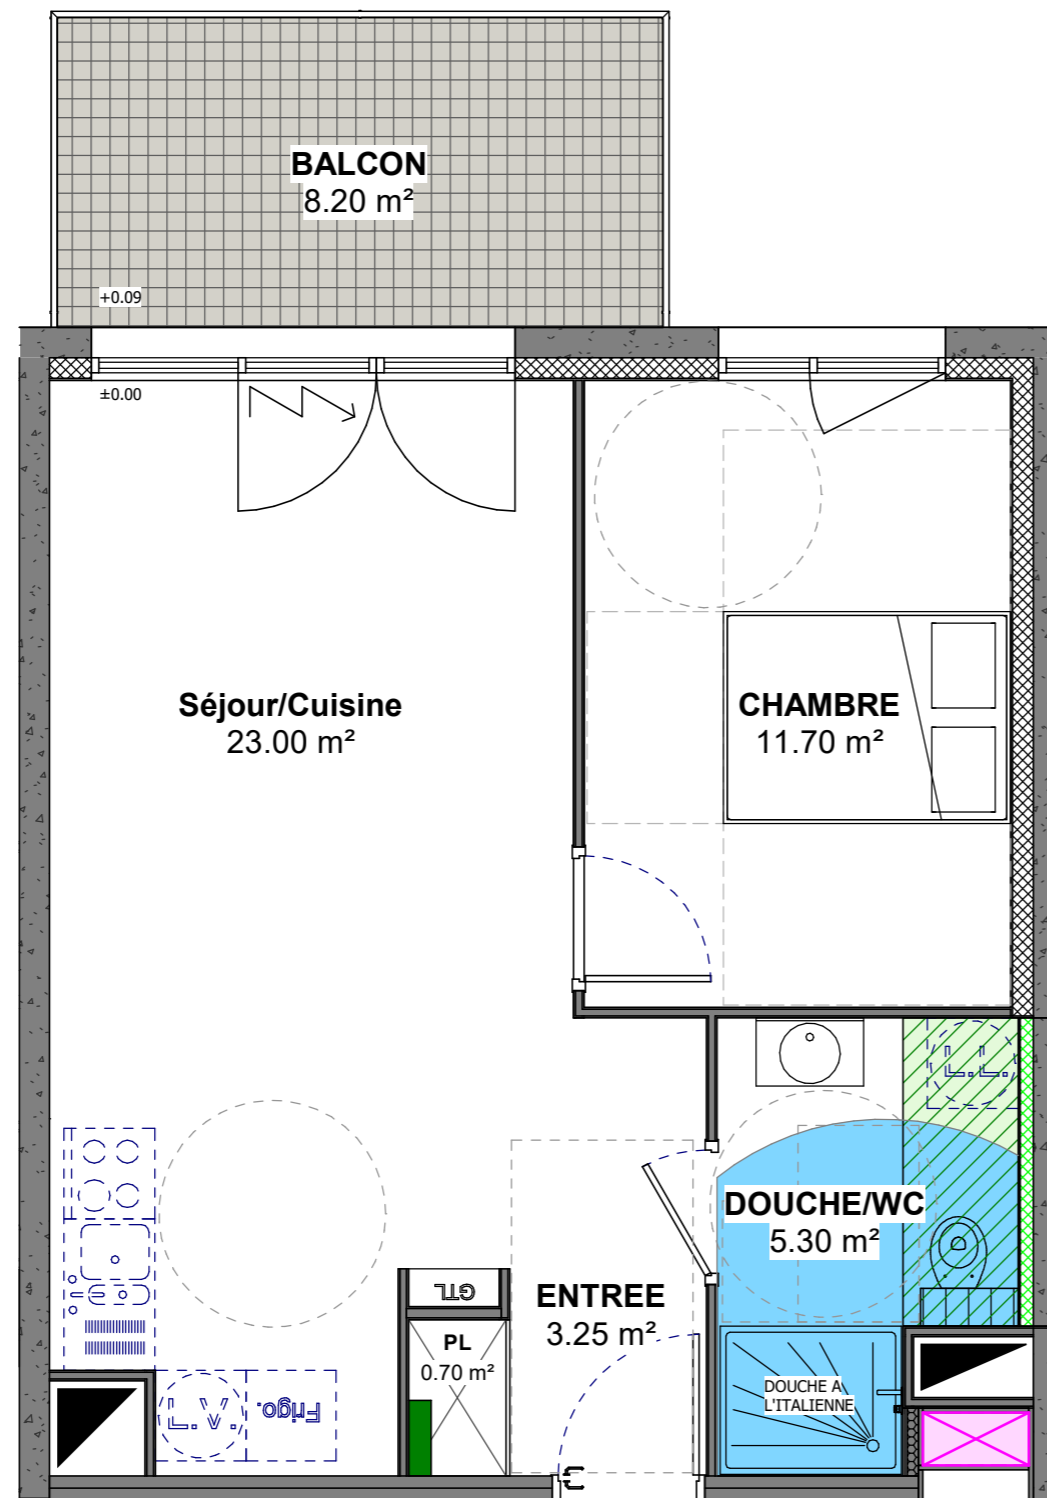 BALCON
8.20 m²
+0.09
±0.00
Séjour/Cuisine
23.00 m²
CHAMBRE
11.70 m²
L.L.
DOUCHE/WC
5.30 m²
GTL
ENTREE
3.25 m²
PL
0.70 m²
DOUCHE A
L'ITALIENNE
L.V.
Frigo.